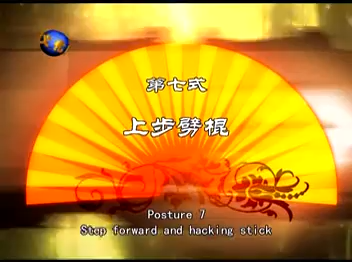 第七式
上步劈棍
Posture 7
Step forward and hacking stick